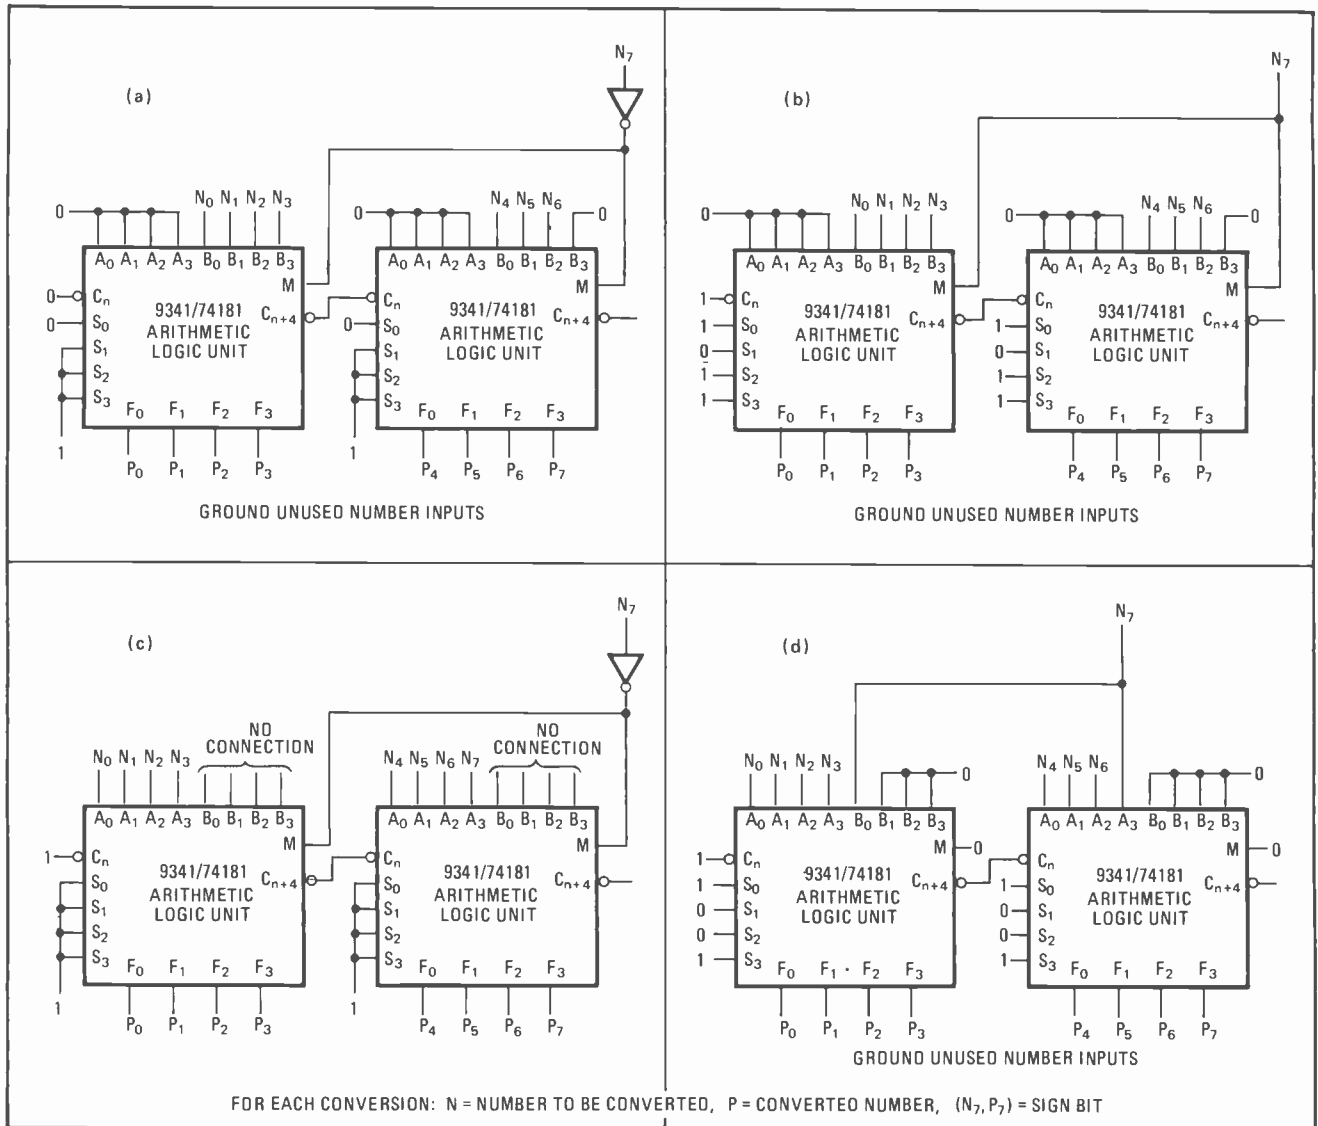 (a)
N7
0
N0 N1 N2 N3
A0 A1 A2 A3 B0 B1 B2 B3
M
0 Cn
0 S0
S1
S2
S3
1
9341/74181
ARITHMETIC
LOGIC UNIT
Cn+4
F0 F1 F2 F3
P0 P1 P2 P3
0
N4 N5 N6
0
A0 A1 A2 A3 B0 B1 B2 B3
M
Cn
0 S0
S1
S2
S3
1
9341/74181
ARITHMETIC
LOGIC UNIT
Cn+4
F0 F1 F2 F3
P4 P5 P6 P7
GROUND UNUSED NUMBER INPUTS
(b)
N7
0
N0 N1 N2 N3
A0 A1 A2 A3 B0 B1 B2 B3
M
1 Cn
1 S0
0 S1
1 S2
1 S3
9341/74181
ARITHMETIC
LOGIC UNIT
Cn+4
F0 F1 F2 F3
P0 P1 P2 P3
0
N4 N5 N6
0
A0 A1 A2 A3 B0 B1 B2 B3
M
Cn
1 S0
0 S1
1 S2
1 S3
9341/74181
ARITHMETIC
LOGIC UNIT
Cn+4
F0 F1 F2 F3
P4 P5 P6 P7
GROUND UNUSED NUMBER INPUTS
(c)
N7
NO
CONNECTION
N0 N1 N2 N3
A0 A1 A2 A3 B0 B1 B2 B3
M
1 Cn
S0
S1
S2
S3
1
9341/74181
ARITHMETIC
LOGIC UNIT
Cn+4
F0 F1 F2 F3
P0 P1 P2 P3
NO
CONNECTION
N4 N5 N6 N7
A0 A1 A2 A3 B0 B1 B2 B3
M
Cn
S0
S1
S2
S3
1
9341/74181
ARITHMETIC
LOGIC UNIT
Cn+4
F0 F1 F2 F3
P4 P5 P6 P7
(d)
N7
N0 N1 N2 N3
0
A0 A1 A2 A3 B0 B1 B2 B3
M 0
1 Cn
1 S0
0 S1
0 S2
1 S3
9341/74181
ARITHMETIC
LOGIC UNIT
Cn+4
F0 F1 F2 F3
P0 P1 P2 P3
N4 N5 N6
0
A0 A1 A2 A3 B0 B1 B2 B3
M 0
Cn
1 S0
0 S1
0 S2
1 S3
9341/74181
ARITHMETIC
LOGIC UNIT
Cn+4
F0 F1 F2 F3
P4 P5 P6 P7
GROUND UNUSED NUMBER INPUTS
FOR EACH CONVERSION: N = NUMBER TO BE CONVERTED, P = CONVERTED NUMBER, (N7, P7) = SIGN BIT